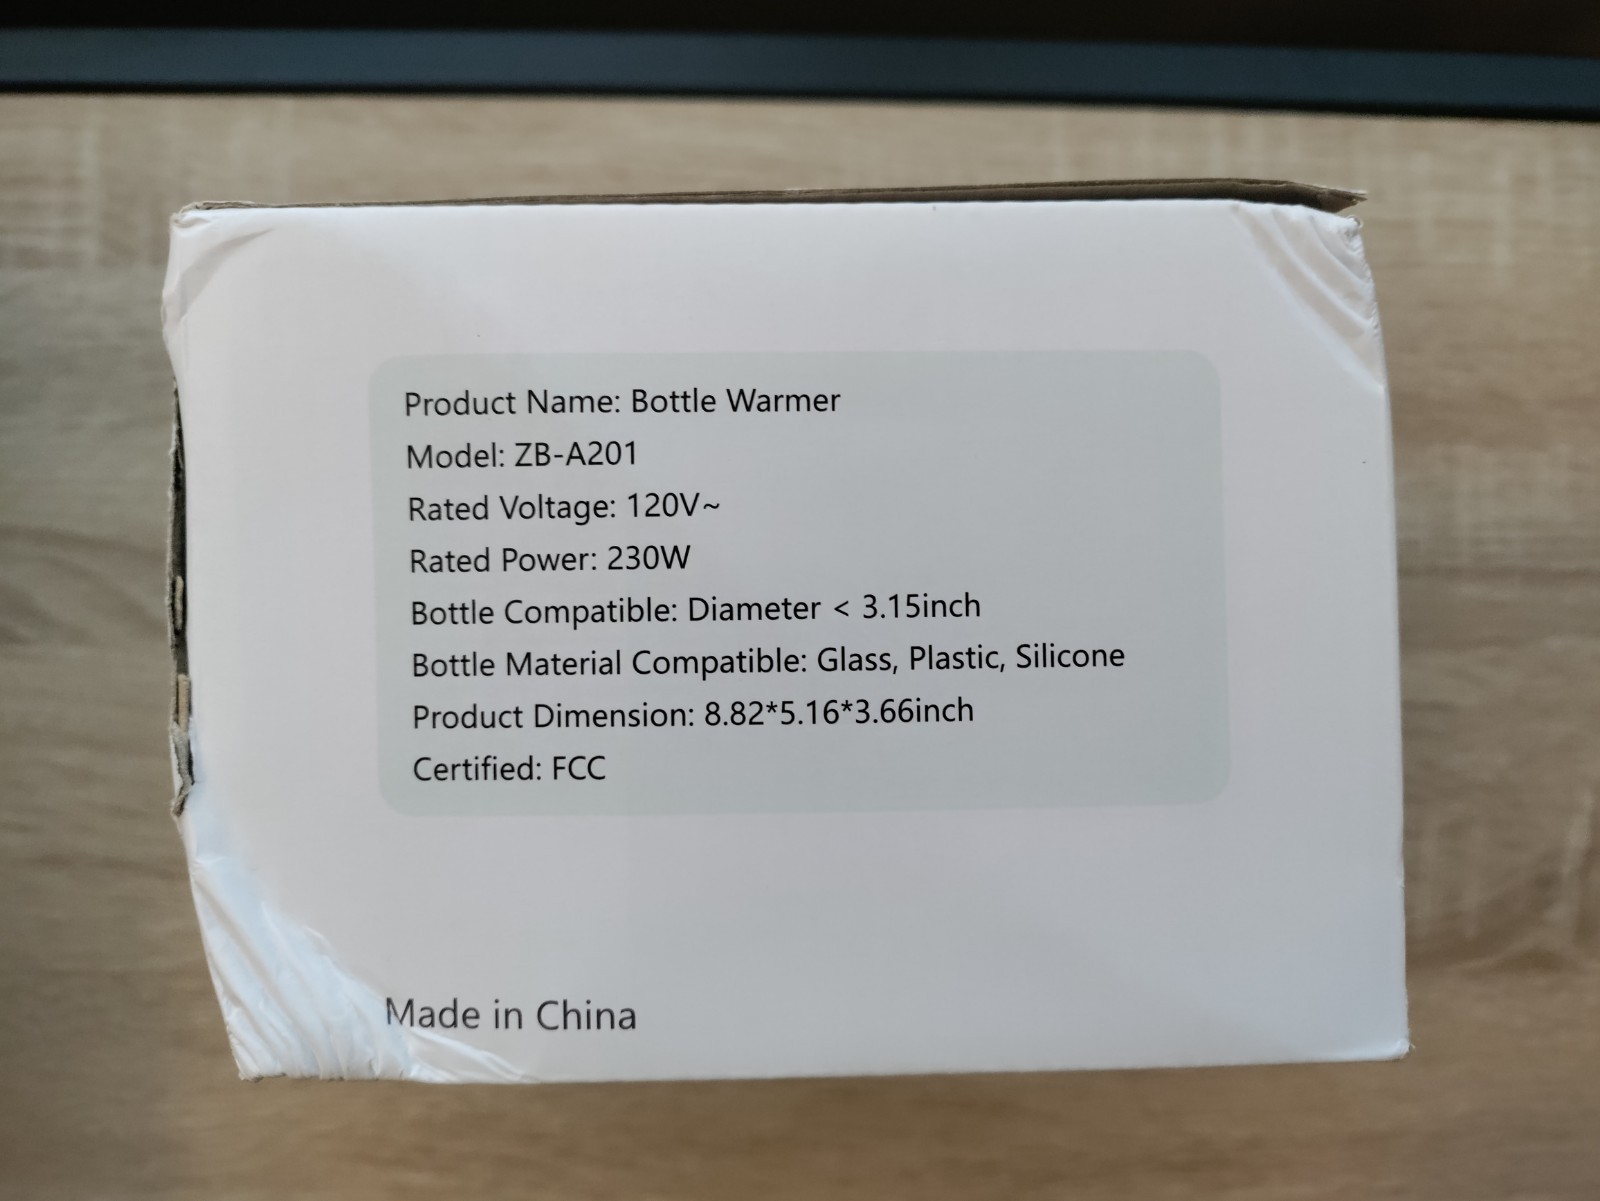 Product Name: Bottle Warmer
Model: ZB-A201
Rated Voltage: 120V~
Rated Power: 230W
Bottle Compatible: Diameter < 3.15inch
Bottle Material Compatible: Glass, Plastic, Silicone
Product Dimension: 8.82*5.16*3.66inch
Certified: FCC
Made in China